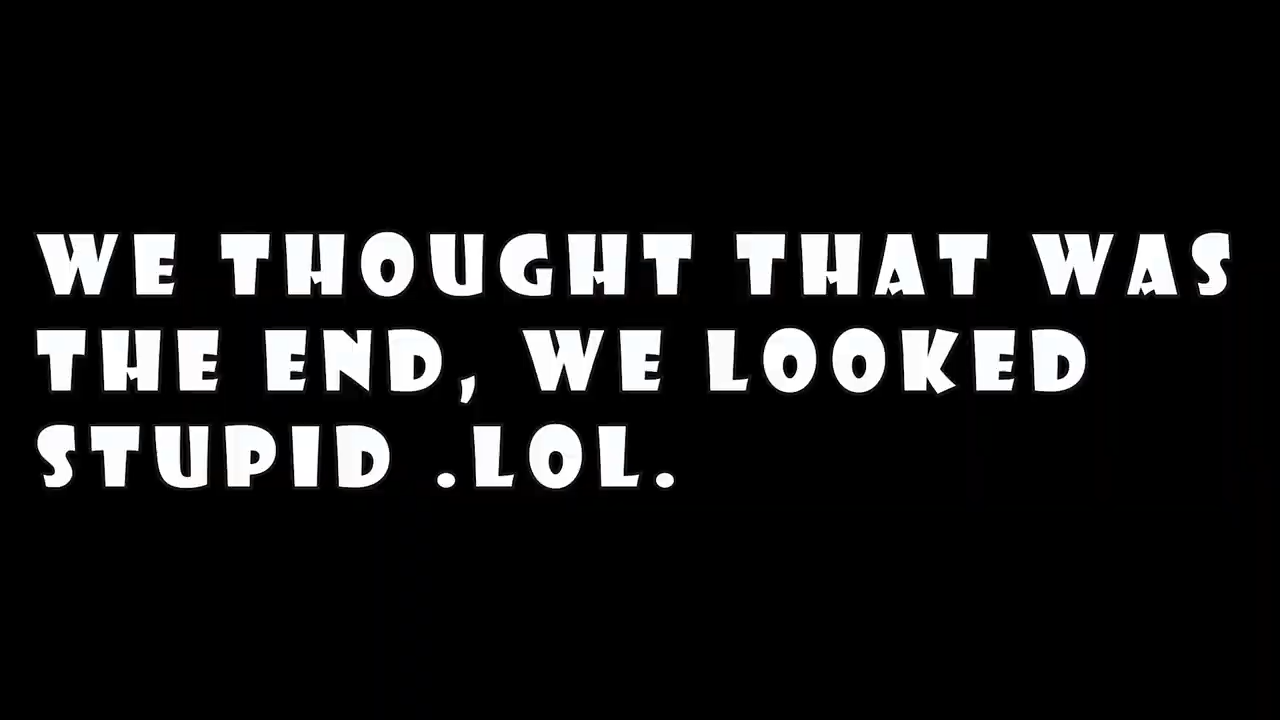 WE THOUGHT THAT WAS
THE END, WE LOOKED
STUPID .LOL.